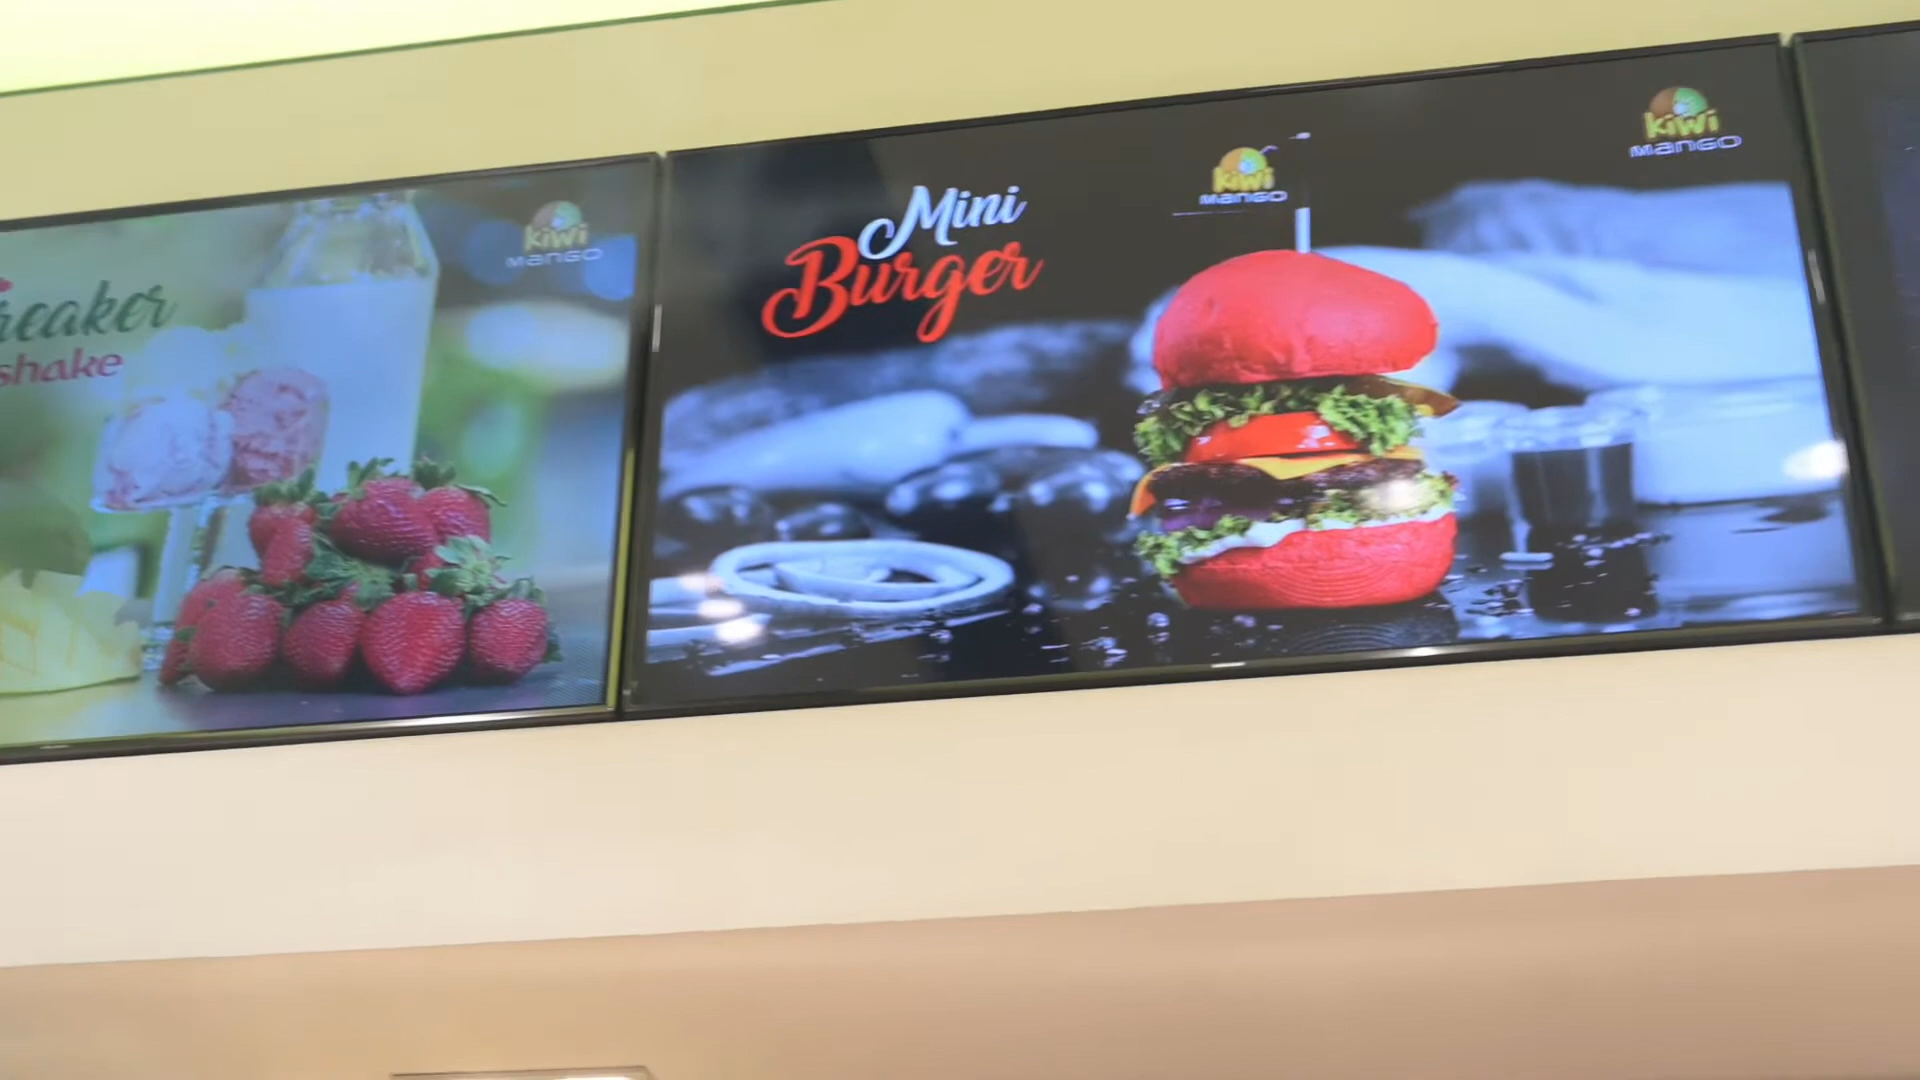 reaker
shake
kiwi
mango
Mini
Burger
kiwi
mango
kiwi
mango